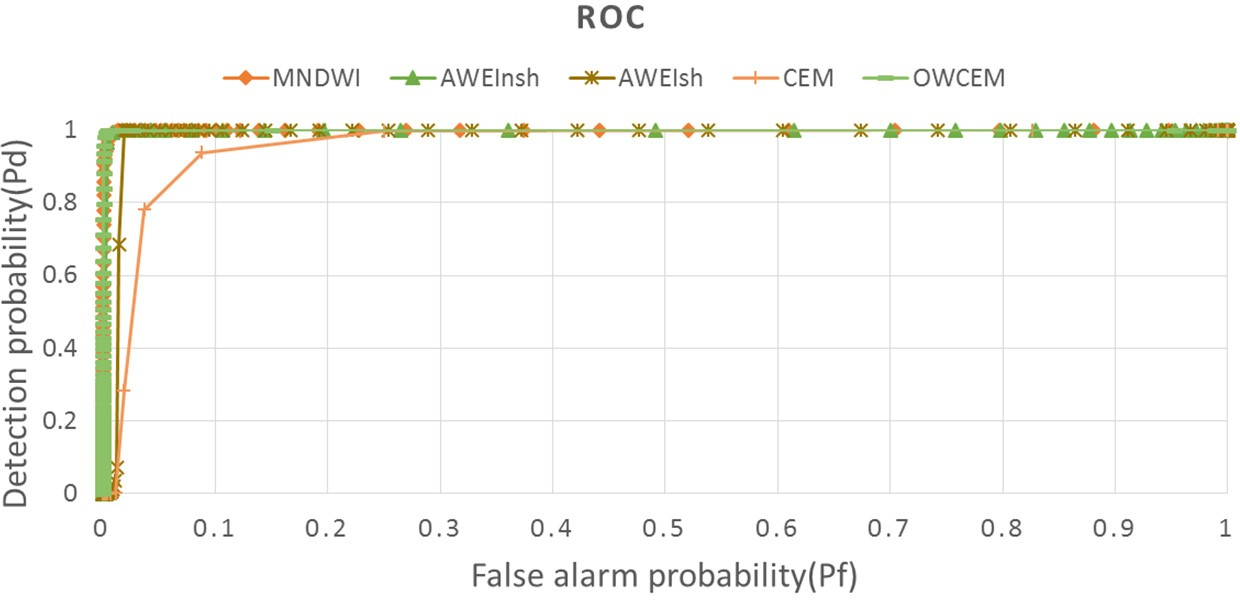 ROC
MNDWI AWEInsh AWEIsh CEM OWCEM
Detection probability(Pd)
1
0.8
0.6
0.4
0.2
0
0 0.1 0.2 0.3 0.4 0.5 0.6 0.7 0.8 0.9 1
False alarm probability(Pf)